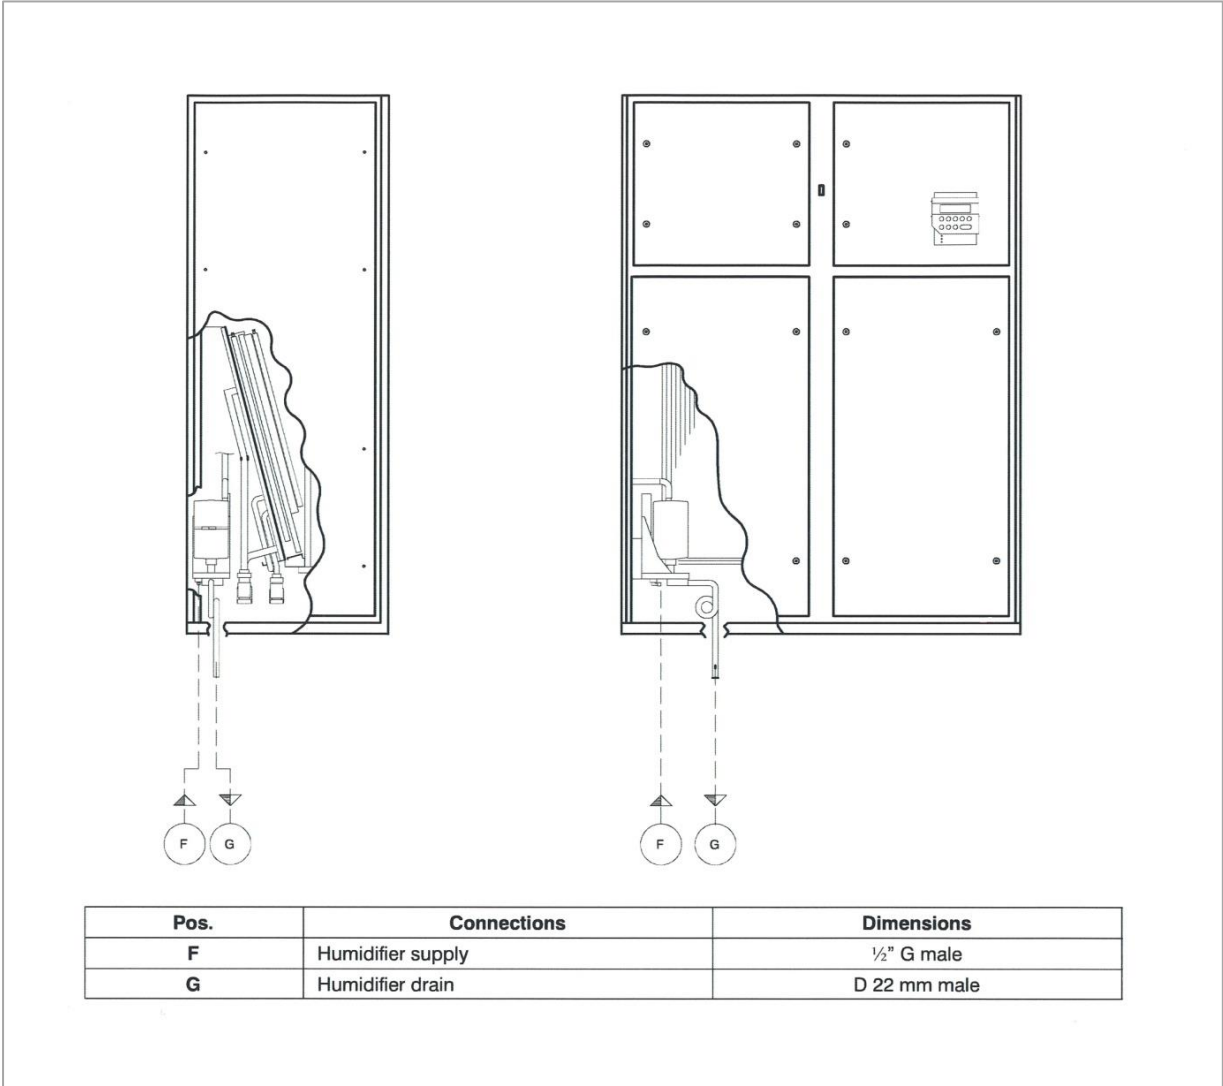 F G F G
Pos. Connections Dimensions
F Humidifier supply ½” G male
G Humidifier drain D 22 mm male